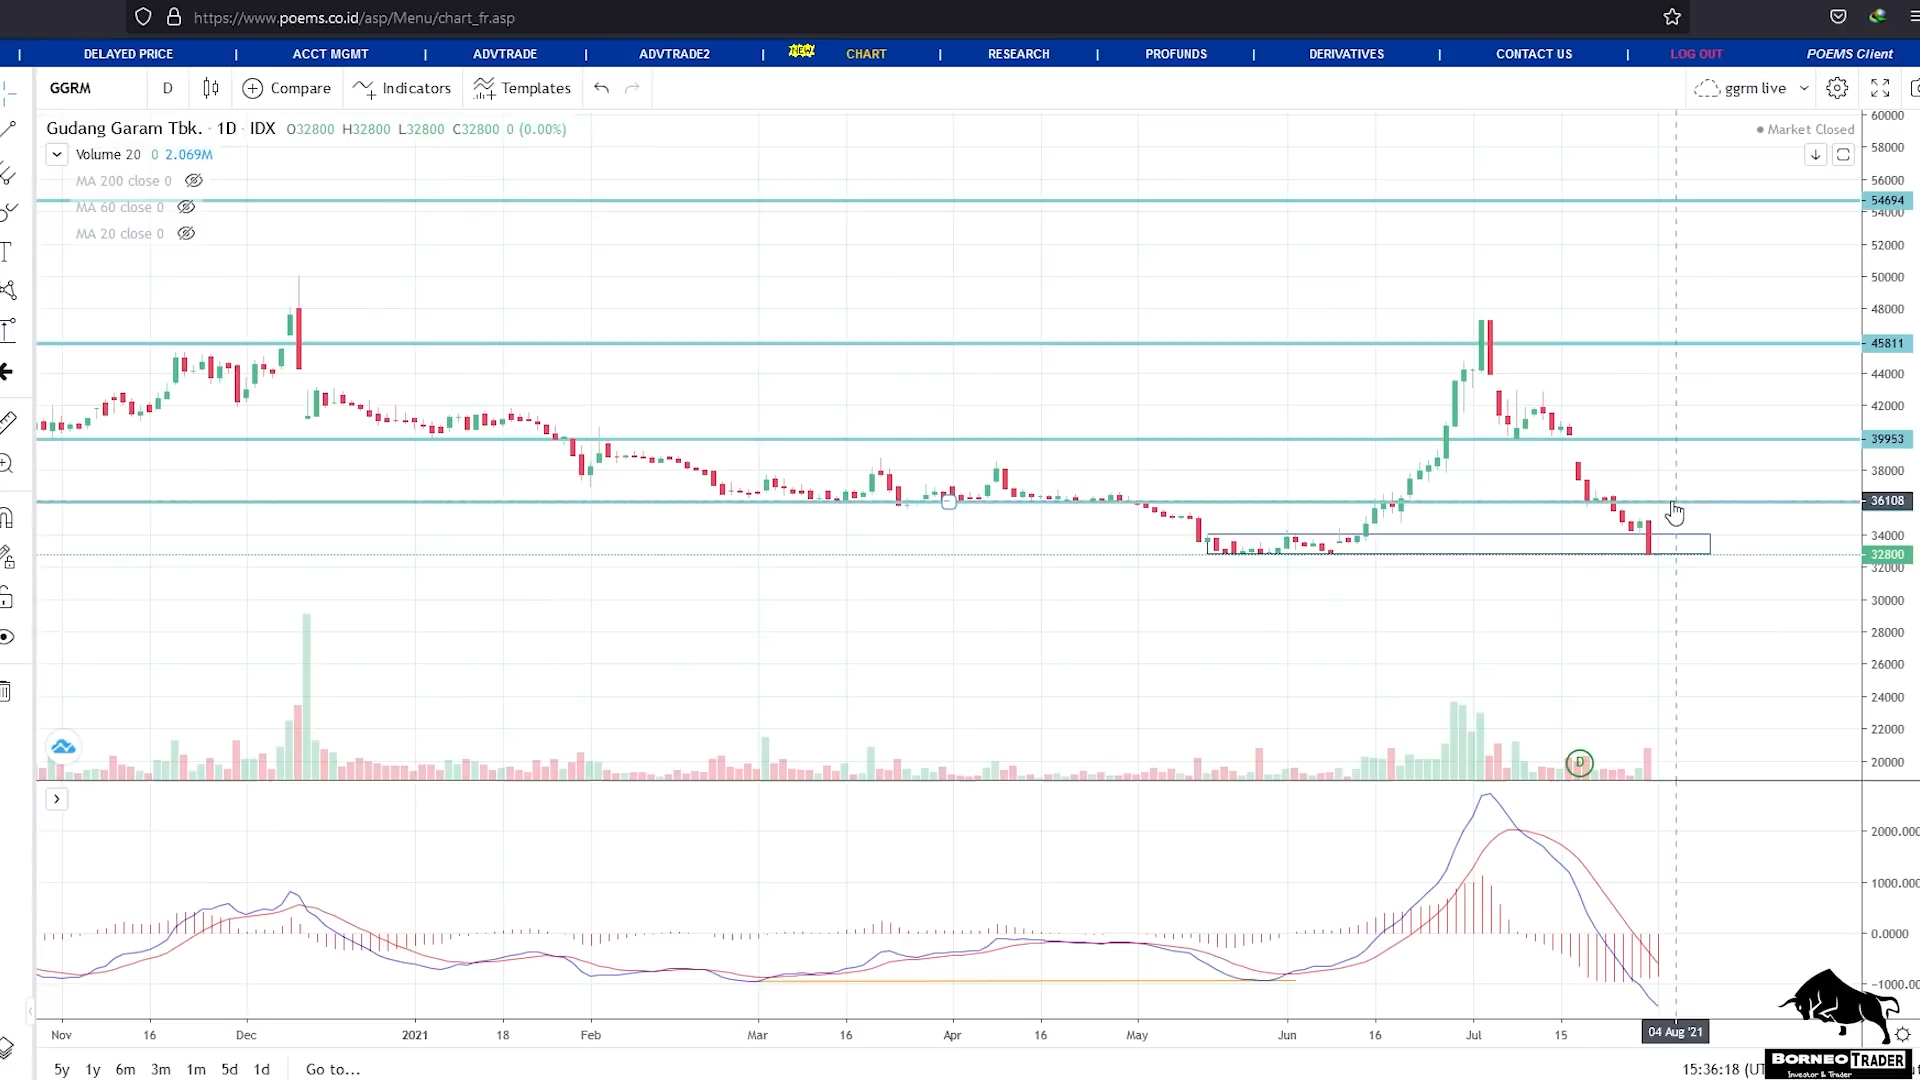 https://www.poems.co.id/asp/Menu/chart_fr.asp
| DELAYED PRICE | ACCT MGMT | ADVTRADE | ADVTRADE2 | NEW CHART | RESEARCH | PROFUNDS | DERIVATIVES | CONTACT US | LOG OUT POEMS Client
GGRM D Compare Indicators Templates ggrm live
Gudang Garam Tbk. · 1D · IDX O32800 H32800 L32800 C32800 0 (0.00%)
Market Closed
Volume 20 0 2.069M
MA 200 close 0
MA 60 close 0
MA 20 close 0
60000
58000
56000
54694
54000
52000
50000
48000
45811
44000
42000
39953
38000
36108
34000
32800
32000
30000
28000
26000
24000
22000
20000
D
2000.000
1000.000
0.0000
−1000.00
Nov 16 Dec 2021 18 Feb Mar 16 Apr 16 May Jun 16 Jul 15 04 Aug '21
5y 1y 6m 3m 1m 5d 1d Go to... 15:36:18 (UT
BORNEO TRADER
Investor & Trader